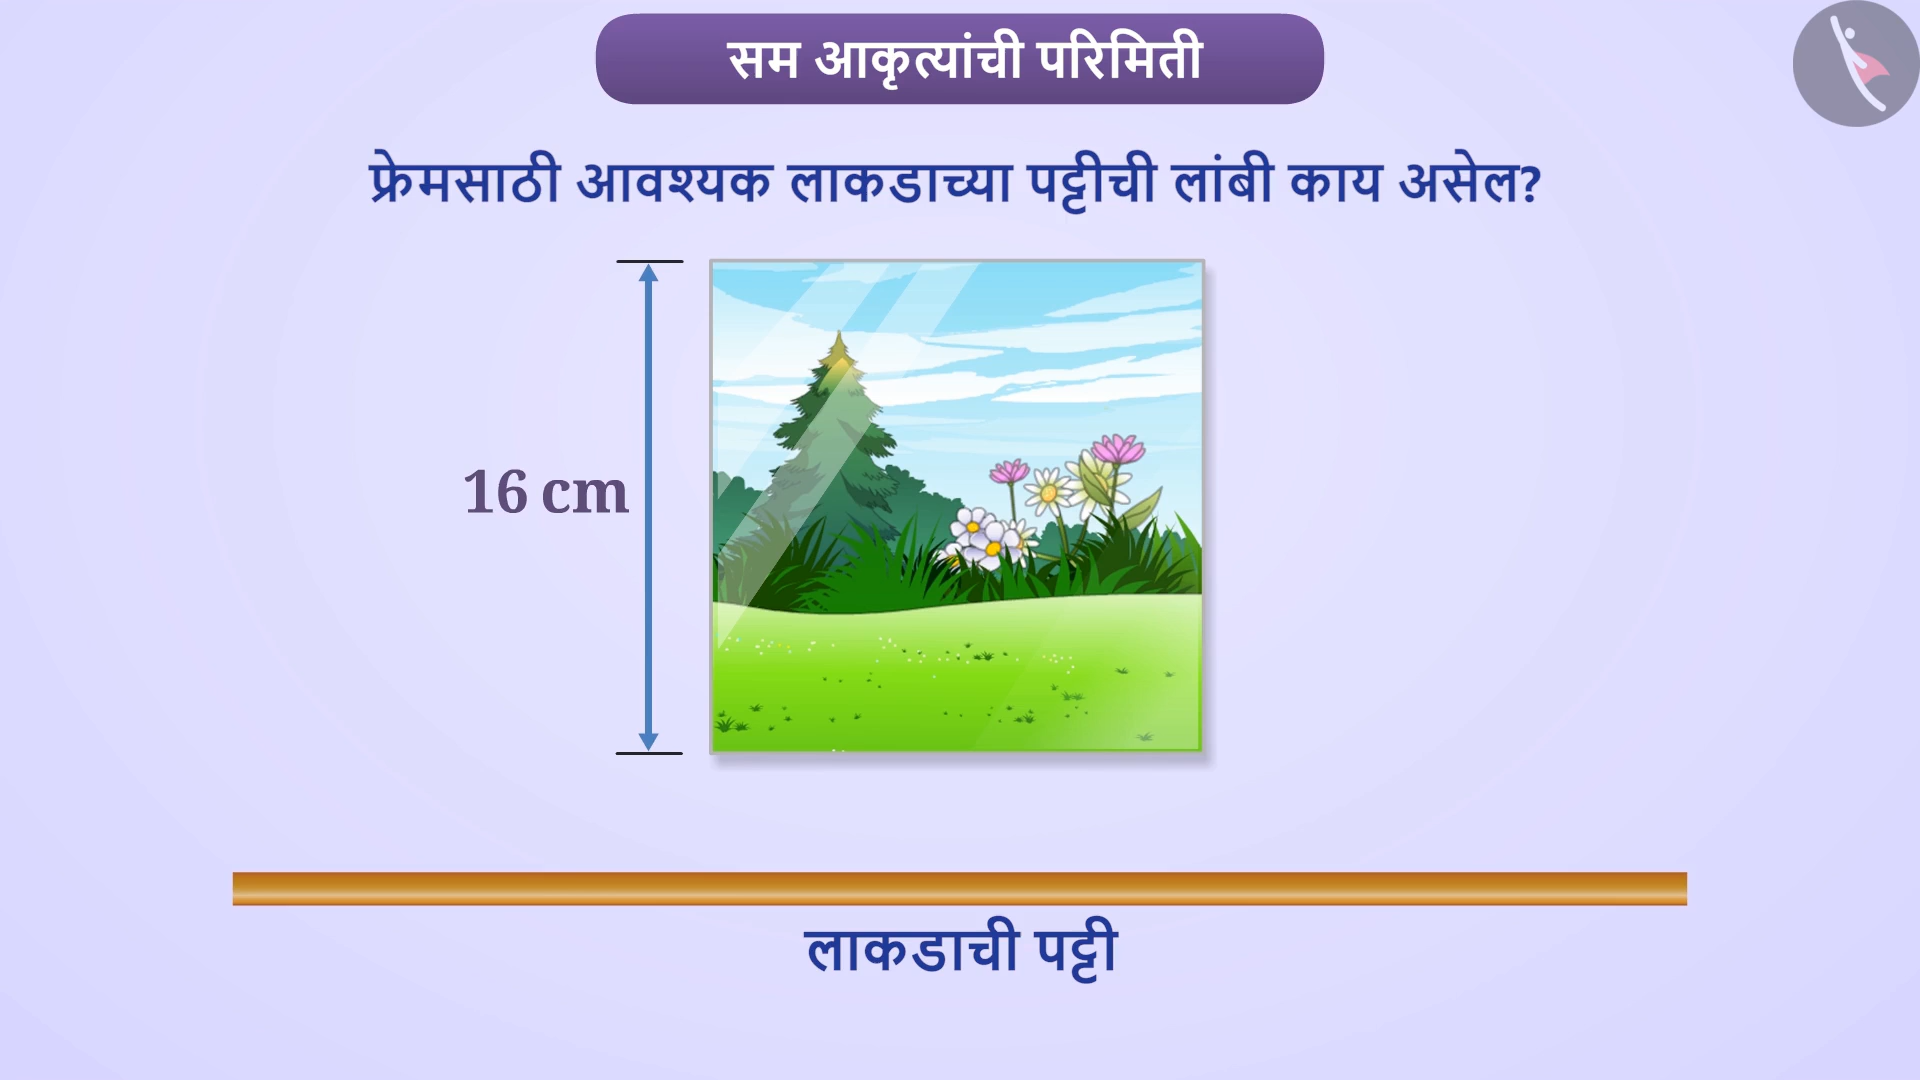 सम आकृत्यांची परिमिती
फ्रेमसाठी आवश्यक लाकडाच्या पट्टीची लांबी काय असेल?
16 cm
लाकडाची पट्टी